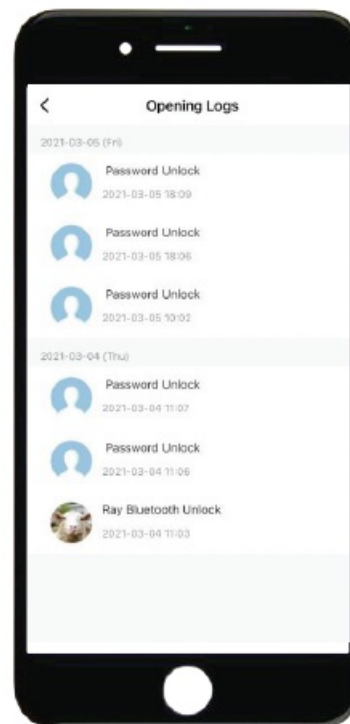 Opening Logs
2021-03-05 (Fri)
Password Unlock
2021-03-05 18:09
Password Unlock
2021-03-05 18:06
Password Unlock
2021-03-05 10:02
2021-03-04 (Thu)
Password Unlock
2021-03-04 11:07
Password Unlock
2021-03-04 11:06
Ray Bluetooth Unlock
2021-03-04 11:03